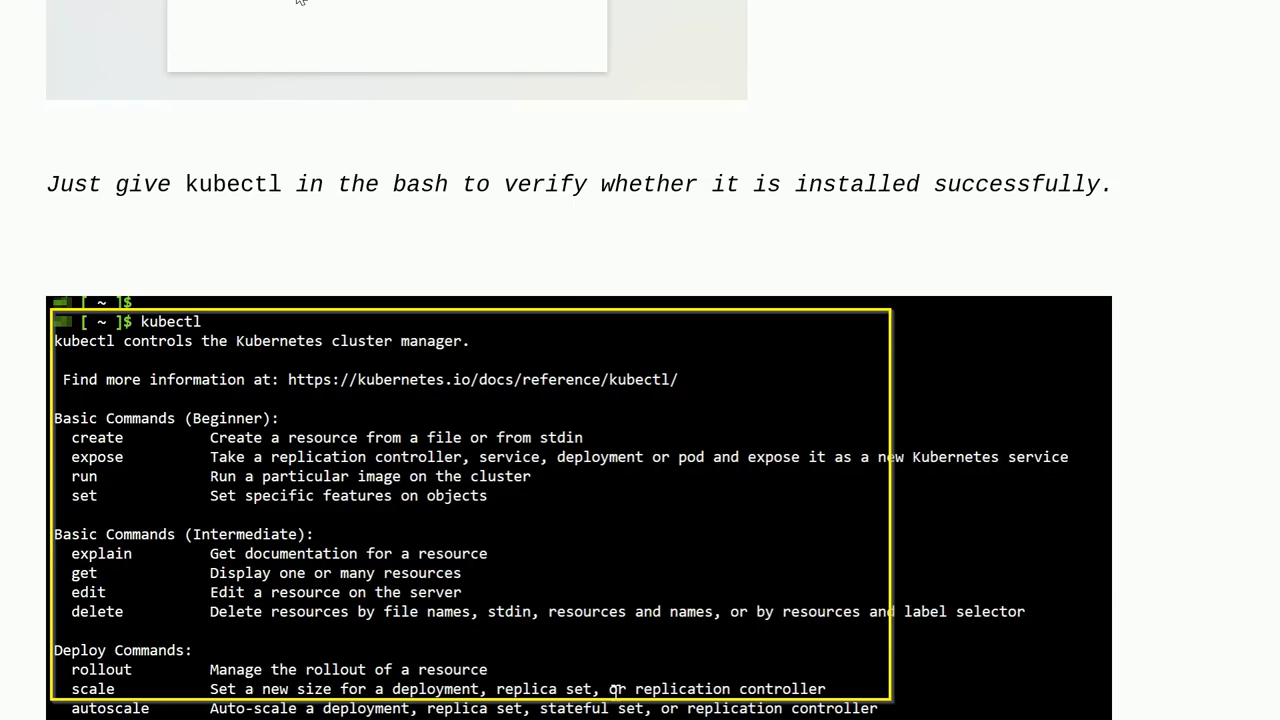 Just give kubectl in the bash to verify whether it is installed successfully.
[ ~ ]$
[ ~ ]$ kubectl
kubectl controls the Kubernetes cluster manager.
Find more information at: https://kubernetes.io/docs/reference/kubectl/
Basic Commands (Beginner):
create Create a resource from a file or from stdin
expose Take a replication controller, service, deployment or pod and expose it as a new Kubernetes service
run Run a particular image on the cluster
set Set specific features on objects
Basic Commands (Intermediate):
explain Get documentation for a resource
get Display one or many resources
edit Edit a resource on the server
delete Delete resources by file names, stdin, resources and names, or by resources and label selector
Deploy Commands:
rollout Manage the rollout of a resource
scale Set a new size for a deployment, replica set, or replication controller
autoscale Auto-scale a deployment, replica set, stateful set, or replication controller